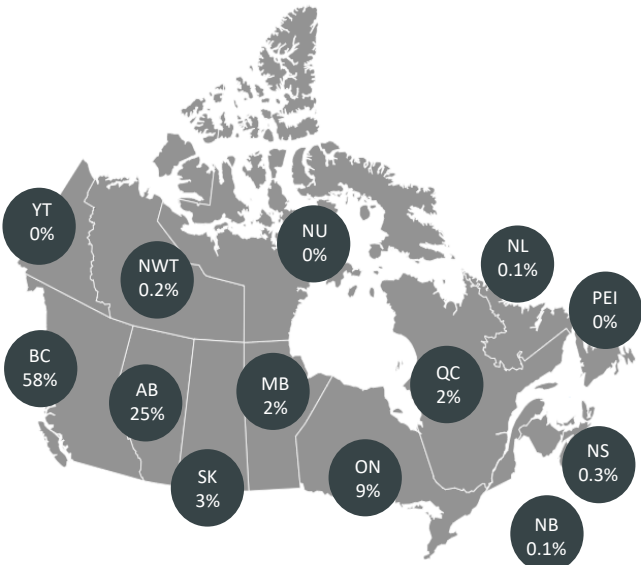 YT
0%
NWT
0.2%
NU
0%
NL
0.1%
PEI
0%
BC
58%
AB
25%
MB
2%
QC
2%
SK
3%
ON
9%
NS
0.3%
NB
0.1%